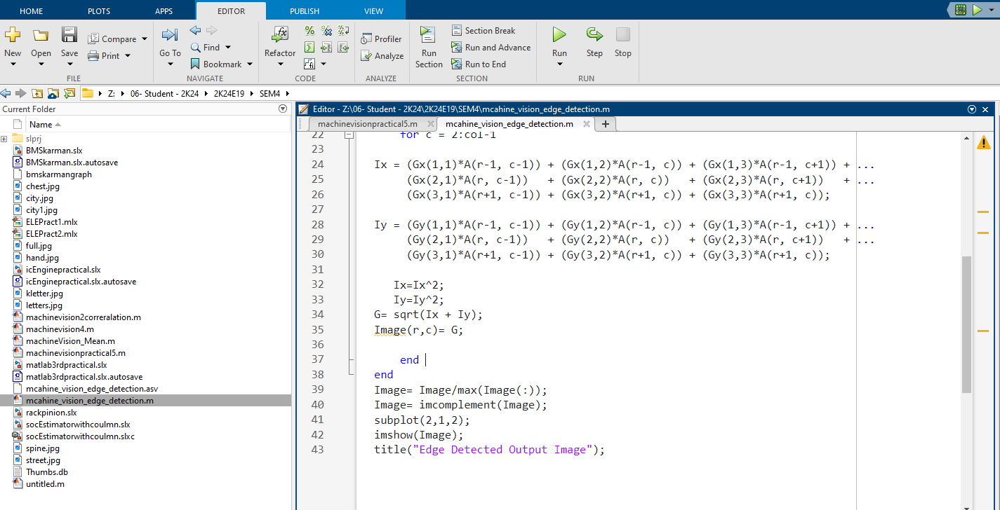 HOME PLOTS APPS EDITOR PUBLISH VIEW
New Open Save Compare Print
Go To Find Bookmark
Refactor
Profiler
Analyze
Run Section
Section Break
Run and Advance
Run to End
Run Step Stop
FILE NAVIGATE CODE ANALYZE SECTION RUN
Z: 06- Student - 2K24 2K24E19 SEM4
Current Folder
Name
slprj
BMSkarman.slx
BMSkarman.slx.autosave
bmskarmangraph
chest.jpg
city.jpg
city1.jpg
ELEPract1.mlx
ELEPract2.mlx
full.jpg
hand.jpg
icEnginepractical.slx
icEnginepractical.slx.autosave
kletter.jpg
letters.jpg
machinevision2correralation.m
machinevision4.m
machineVision_Mean.m
machinevisionpractical5.m
matlab3rdpractical.slx
matlab3rdpractical.slx.autosave
mcahine_vision_edge_detection.asv
mcahine_vision_edge_detection.m
rackpinion.slx
socEstimatorwithcoulmn.slx
socEstimatorwithcoulmn.slxc
spine.jpg
street.jpg
Thumbs.db
untitled.m
Editor - Z:\06- Student - 2K24\2K24E19\SEM4\mcahine_vision_edge_detection.m
machinevisionpractical5.m mcahine_vision_edge_detection.m
22 for c = 2:col-1
23
24 Ix = (Gx(1,1)*A(r-1, c-1)) + (Gx(1,2)*A(r-1, c)) + (Gx(1,3)*A(r-1, c+1)) + ...
25 (Gx(2,1)*A(r, c-1)) + (Gx(2,2)*A(r, c)) + (Gx(2,3)*A(r, c+1)) + ...
26 (Gx(3,1)*A(r+1, c-1)) + (Gx(3,2)*A(r+1, c)) + (Gx(3,3)*A(r+1, c));
27
28 Iy = (Gy(1,1)*A(r-1, c-1)) + (Gy(1,2)*A(r-1, c)) + (Gy(1,3)*A(r-1, c+1)) + ...
29 (Gy(2,1)*A(r, c-1)) + (Gy(2,2)*A(r, c)) + (Gy(2,3)*A(r, c+1)) + ...
30 (Gy(3,1)*A(r+1, c-1)) + (Gy(3,2)*A(r+1, c)) + (Gy(3,3)*A(r+1, c));
31
32 Ix=Ix^2;
33 Iy=Iy^2;
34 G= sqrt(Ix + Iy);
35 Image(r,c)= G;
36
37 end
38 end
39 Image= Image/max(Image(:));
40 Image= imcomplement(Image);
41 subplot(2,1,2);
42 imshow(Image);
43 title("Edge Detected Output Image");